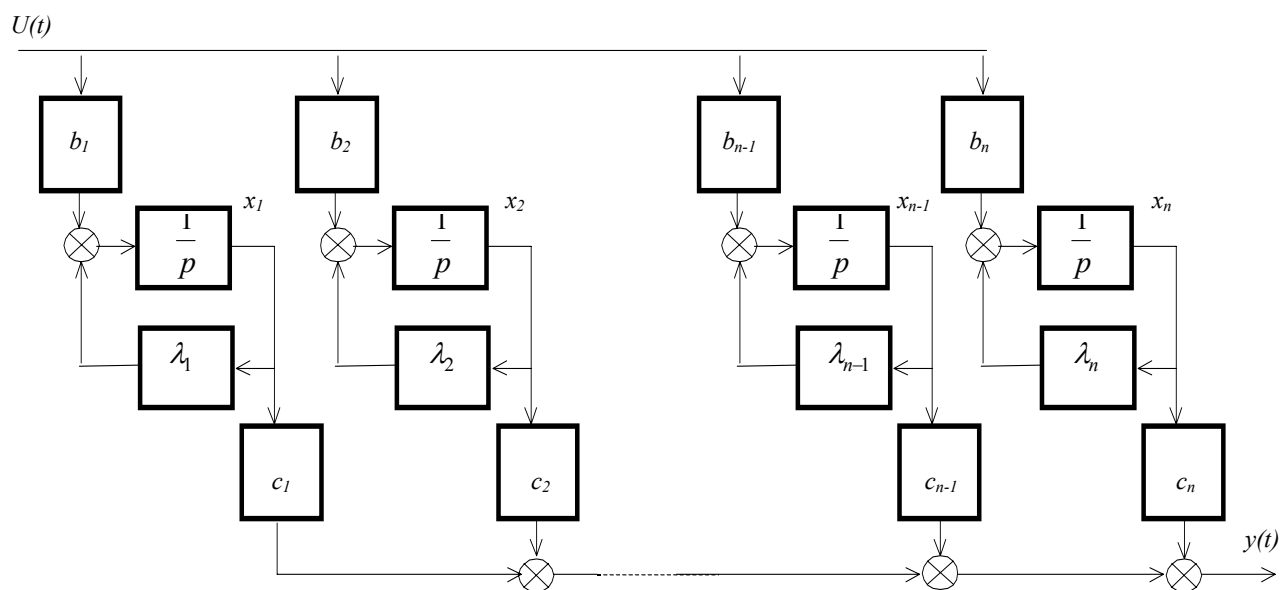 U(t)
b₁ b₂ bₙ₋₁ bₙ
x₁ x₂ xₙ₋₁ xₙ
1/p 1/p 1/p 1/p
λ₁ λ₂ λₙ₋₁ λₙ
c₁ c₂ cₙ₋₁ cₙ
y(t)